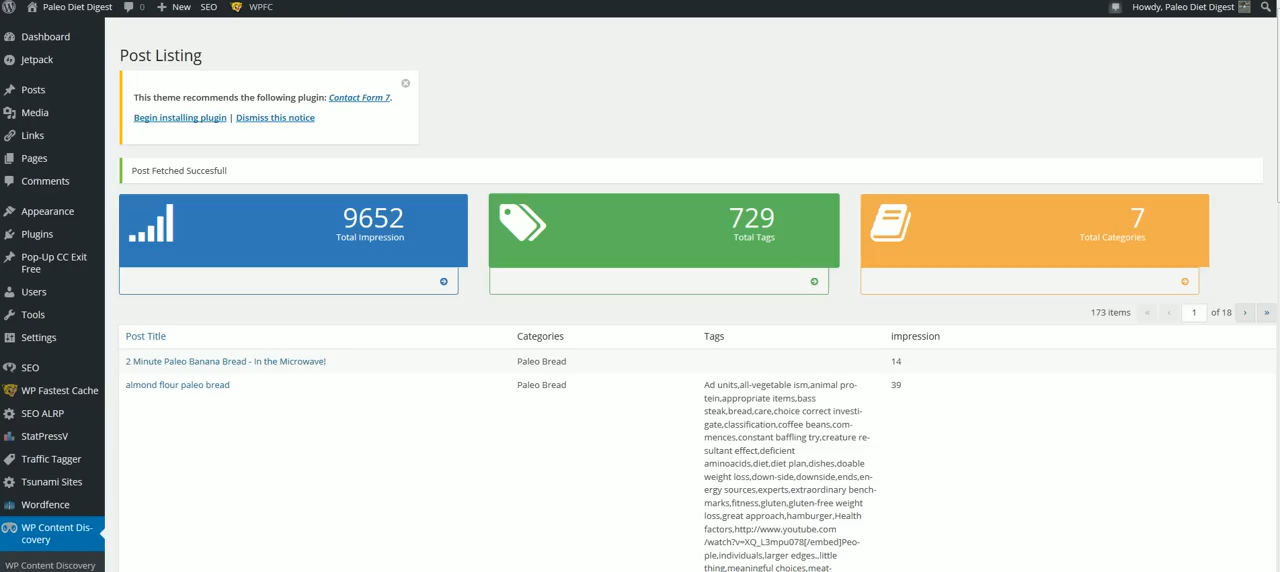 Paleo Diet Digest 0 New SEO WPFC Howdy, Paleo Diet Digest
Dashboard
Jetpack
Posts
Media
Links
Pages
Comments
Appearance
Plugins
Pop-Up CC Exit
Free
Users
Tools
Settings
SEO
WP Fastest Cache
SEO ALRP
StatPressV
Traffic Tagger
Tsunami Sites
Wordfence
WP Content Dis-
covery
WP Content Discovery
Post Listing
This theme recommends the following plugin: Contact Form 7.
Begin installing plugin | Dismiss this notice
Post Fetched Succesfull
9652
Total Impression
729
Total Tags
7
Total Categories
173 items « ‹ 1 of 18 › »
Post Title Categories Tags impression
2 Minute Paleo Banana Bread - In the Microwave! Paleo Bread 14
almond flour paleo bread Paleo Bread Ad units,all-vegetable ism,animal pro- 39
tein,appropriate items,bass
steak,bread,care,choice correct investi-
gate,classification,coffee beans,com-
mences,constant baffling try,creature re-
sultant effect,deficient
aminoacids,diet,diet plan,dishes,doable
weight loss,down-side,downside,ends,en-
ergy sources,experts,extraordinary bench-
marks,fitness,gluten,gluten-free weight
loss,great approach,hamburger,Health
factors,http://www.youtube.com
/watch?v=XQ_L3mpu078[/embed]Peo-
ple,individuals,larger edges.,little
thing,meaningful choices,meat-